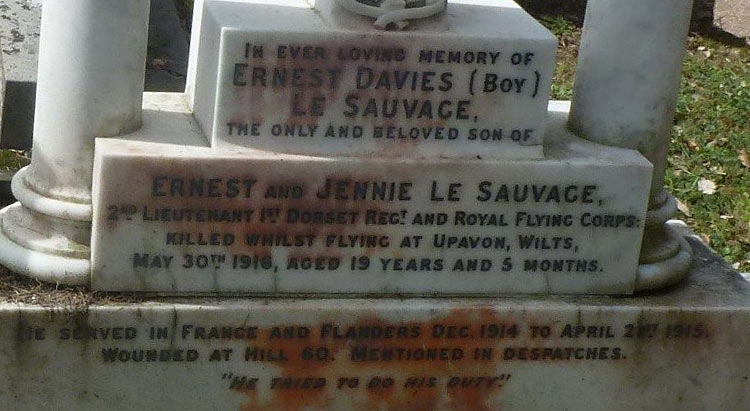 In ever loving memory of
Ernest Davies (Boy)
Le Sauvage,
the only and beloved son of
Ernest and Jennie Le Sauvage,
2nd Lieutenant 1st Dorset Regt. and Royal Flying Corps:
killed whilst flying at Upavon, Wilts,
May 30th 1916, aged 19 years and 5 months.
He served in France and Flanders Dec. 1914 to April 1915.
Wounded at Hill 60. Mentioned in despatches.
"He tried to do his duty."